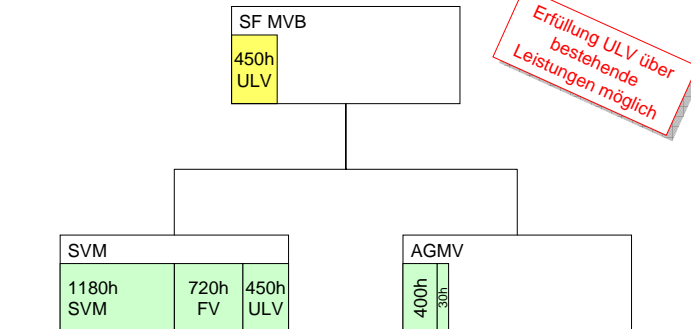 SF MVB
450h
ULV
Erfüllung ULV über
bestehende
Leistungen möglich
SVM
1180h
SVM
720h
FV
450h
ULV
AGMV
400h
30h